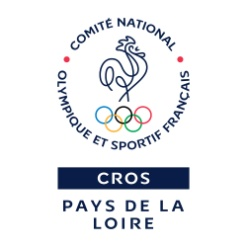 COMITÉ NATIONAL
OLYMPIQUE ET SPORTIF FRANÇAIS
CROS
PAYS DE LA
LOIRE